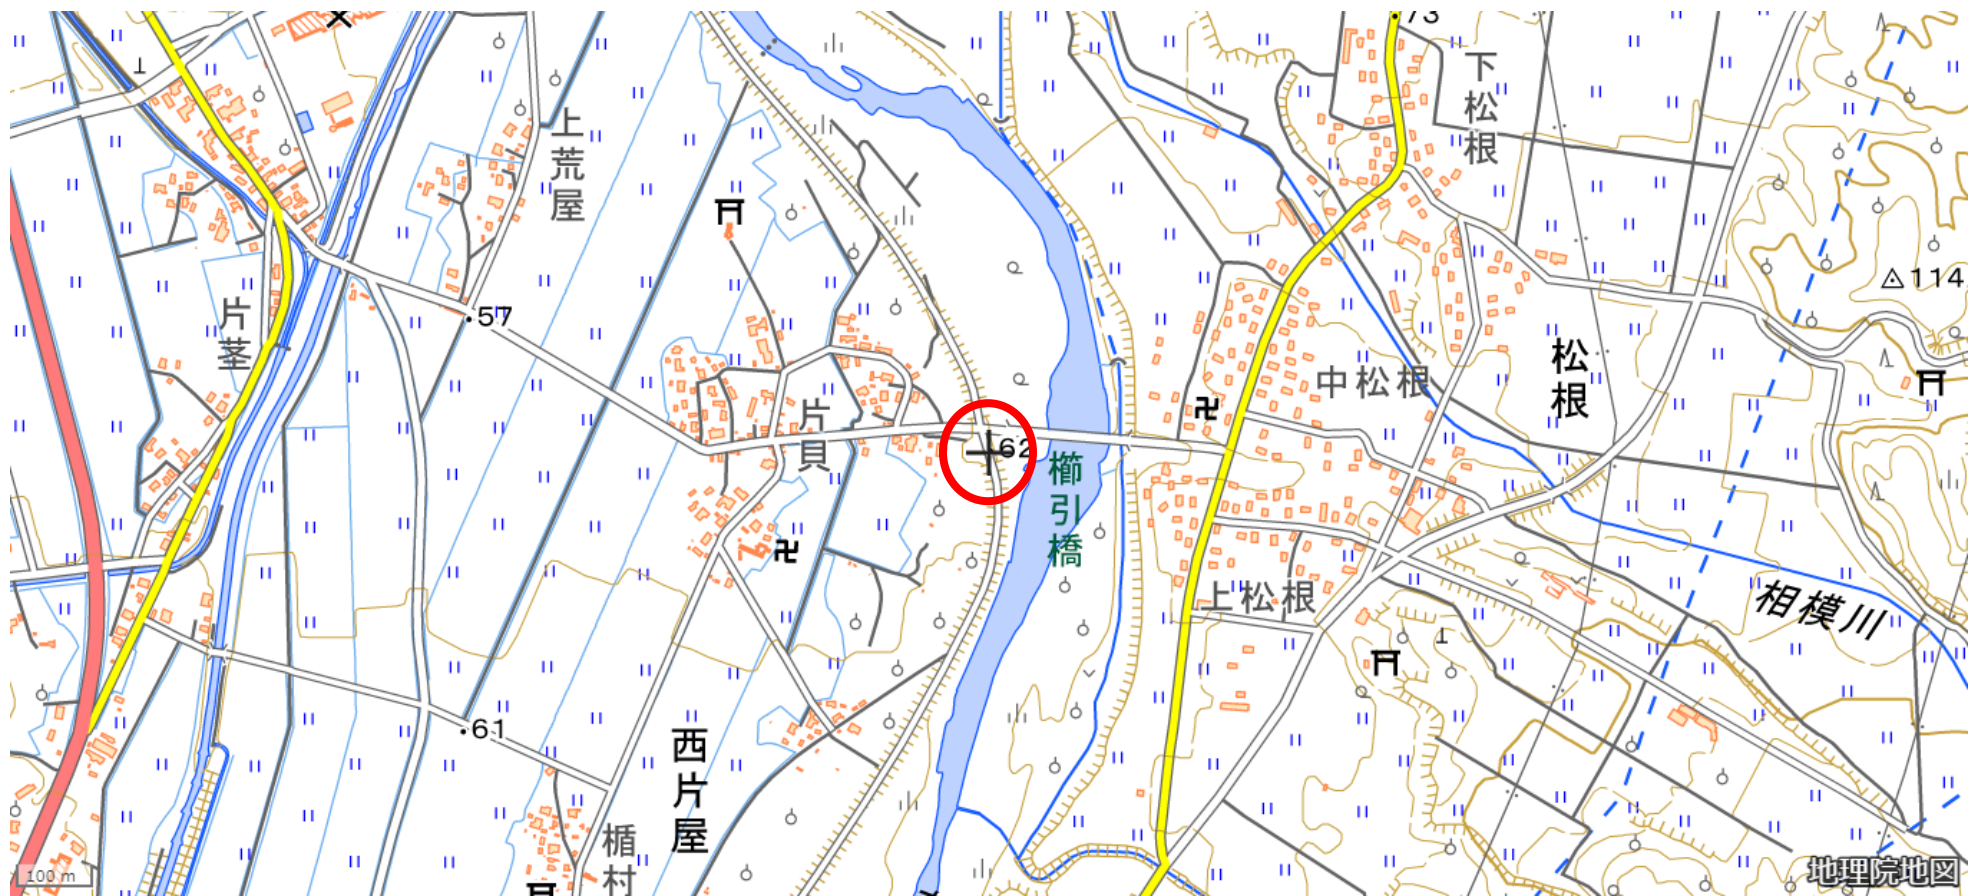 73
下松根
上荒屋
114
片茎
57
松根
中松根
片貝
62
櫛引橋
上松根
相模川
61
西片屋
楯村
100 m
地理院地図